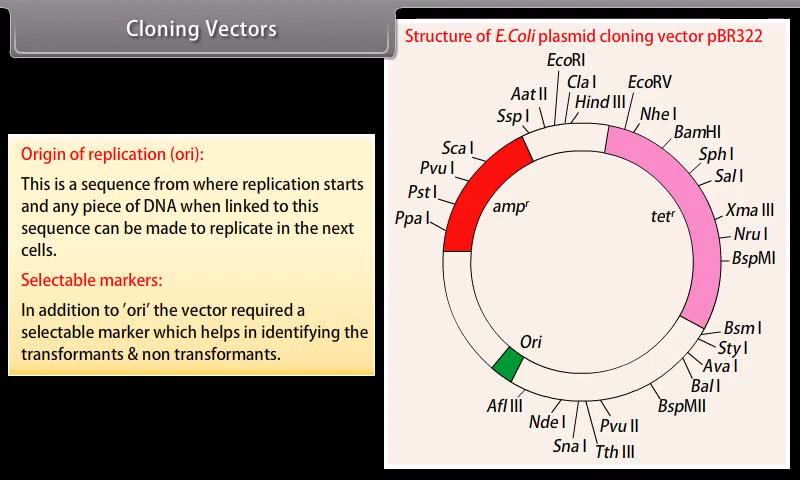 Cloning Vectors
Structure of E.Coli plasmid cloning vector pBR322
Origin of replication (ori):
This is a sequence from where replication starts
and any piece of DNA when linked to this
sequence can be made to replicate in the next
cells.
Selectable markers:
In addition to 'ori' the vector required a
selectable marker which helps in identifying the
transformants & non transformants.
EcoRI
Cla I
Hind III
EcoRV
Nhe I
BamHI
Sph I
Sal I
Xma III
Nru I
BspMI
Bsm I
Sty I
Ava I
Bal I
BspMII
Pvu II
Tth III
Sna I
Nde I
Afl III
Ppa I
Pst I
Pvu I
Sca I
Ssp I
Aat II
ampʳ
tetʳ
Ori